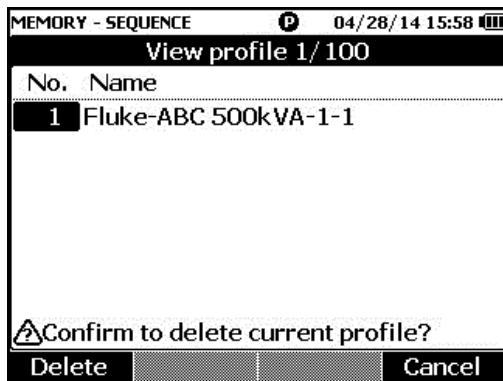 MEMORY - SEQUENCE P 04/28/14 15:58
View profile 1/100
No. Name
1 Fluke-ABC 500kVA-1-1
Confirm to delete current profile?
Delete Cancel